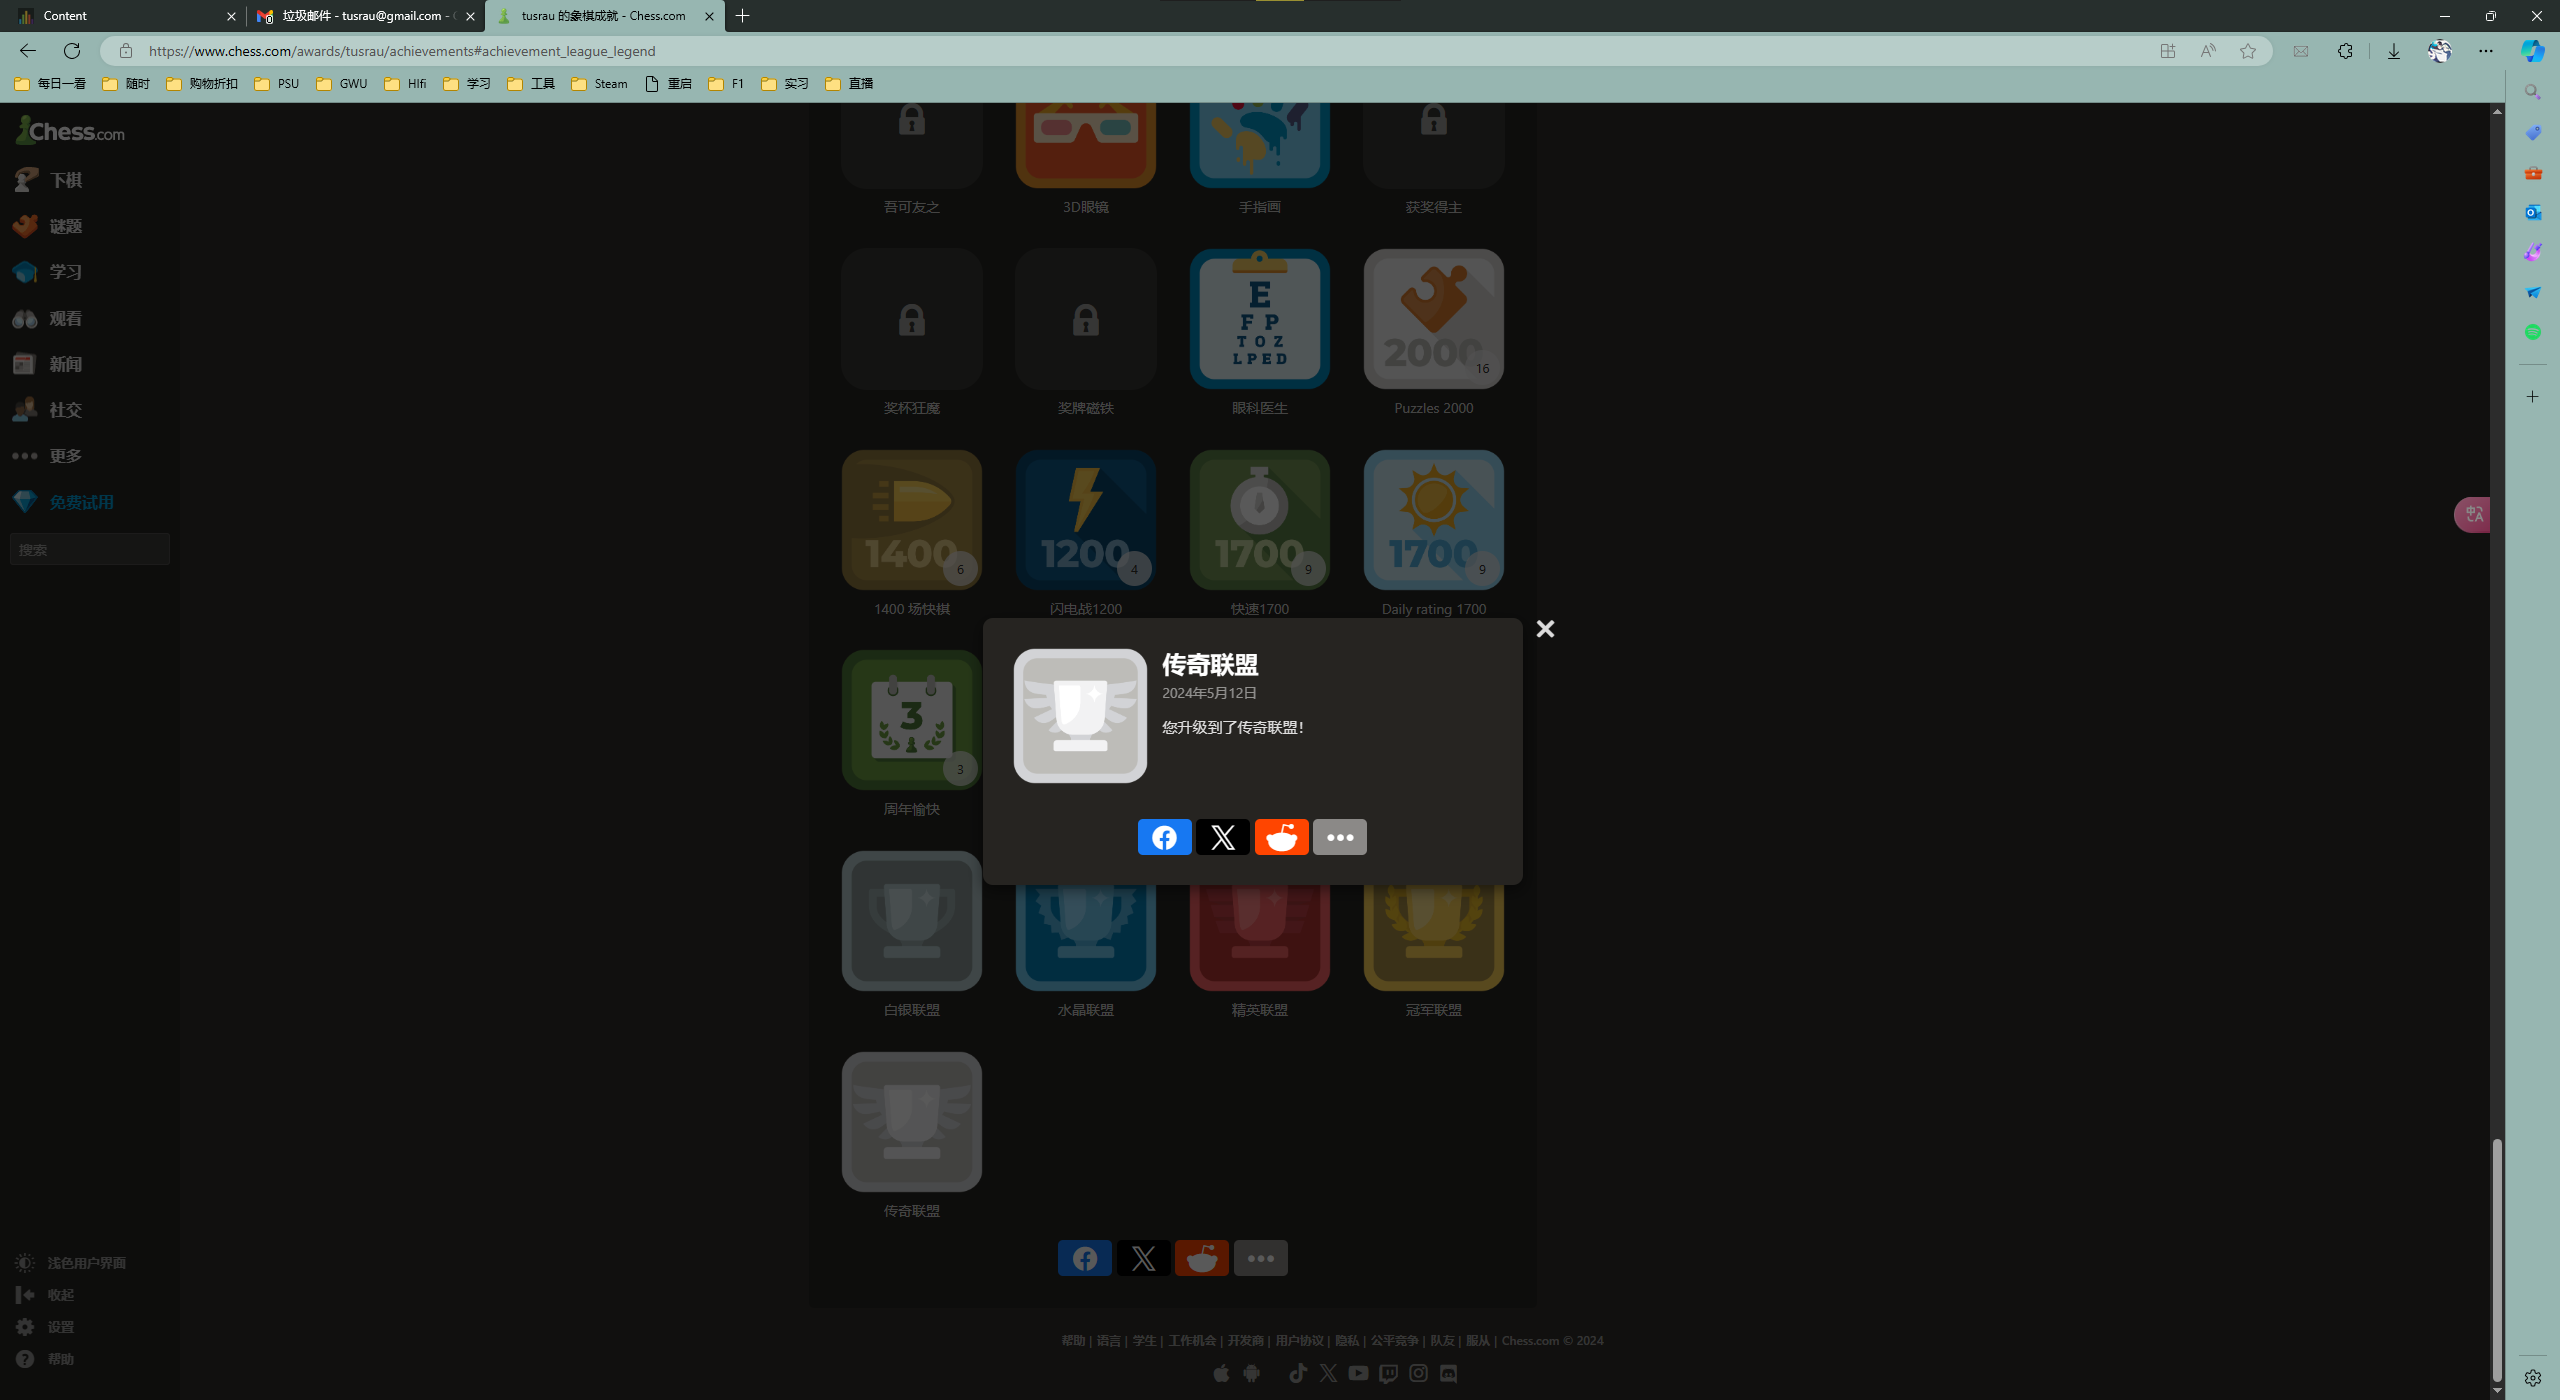 Content
垃圾邮件 - tusrau@gmail.com - 
tusrau 的象棋成就 - Chess.com
https://www.chess.com/awards/tusrau/achievements#achievement_league_legend
每日一看 随时 购物折扣 PSU GWU HIfi 学习 工具 Steam 重启 F1 实习 直播
Chess.com
下棋
谜题
学习
观看
新闻
社交
更多
免费试用
搜索
浅色用户界面
收起
设置
帮助
吾可友之 3D眼镜 手指画 获奖得主
E
F P
T O Z
L P E D
2000
16
奖杯狂魔 奖牌磁铁 眼科医生 Puzzles 2000
1400 6 1200 4 1700 9 1700 9
1400 场快棋 闪电战1200 快速1700 Daily rating 1700
传奇联盟
2024年5月12日
您升级到了传奇联盟！
3
3
周年愉快
白银联盟 水晶联盟 精英联盟 冠军联盟
传奇联盟
帮助 | 语言 | 学生 | 工作机会 | 开发商 | 用户协议 | 隐私 | 公平竞争 | 队友 | 服从 | Chess.com © 2024